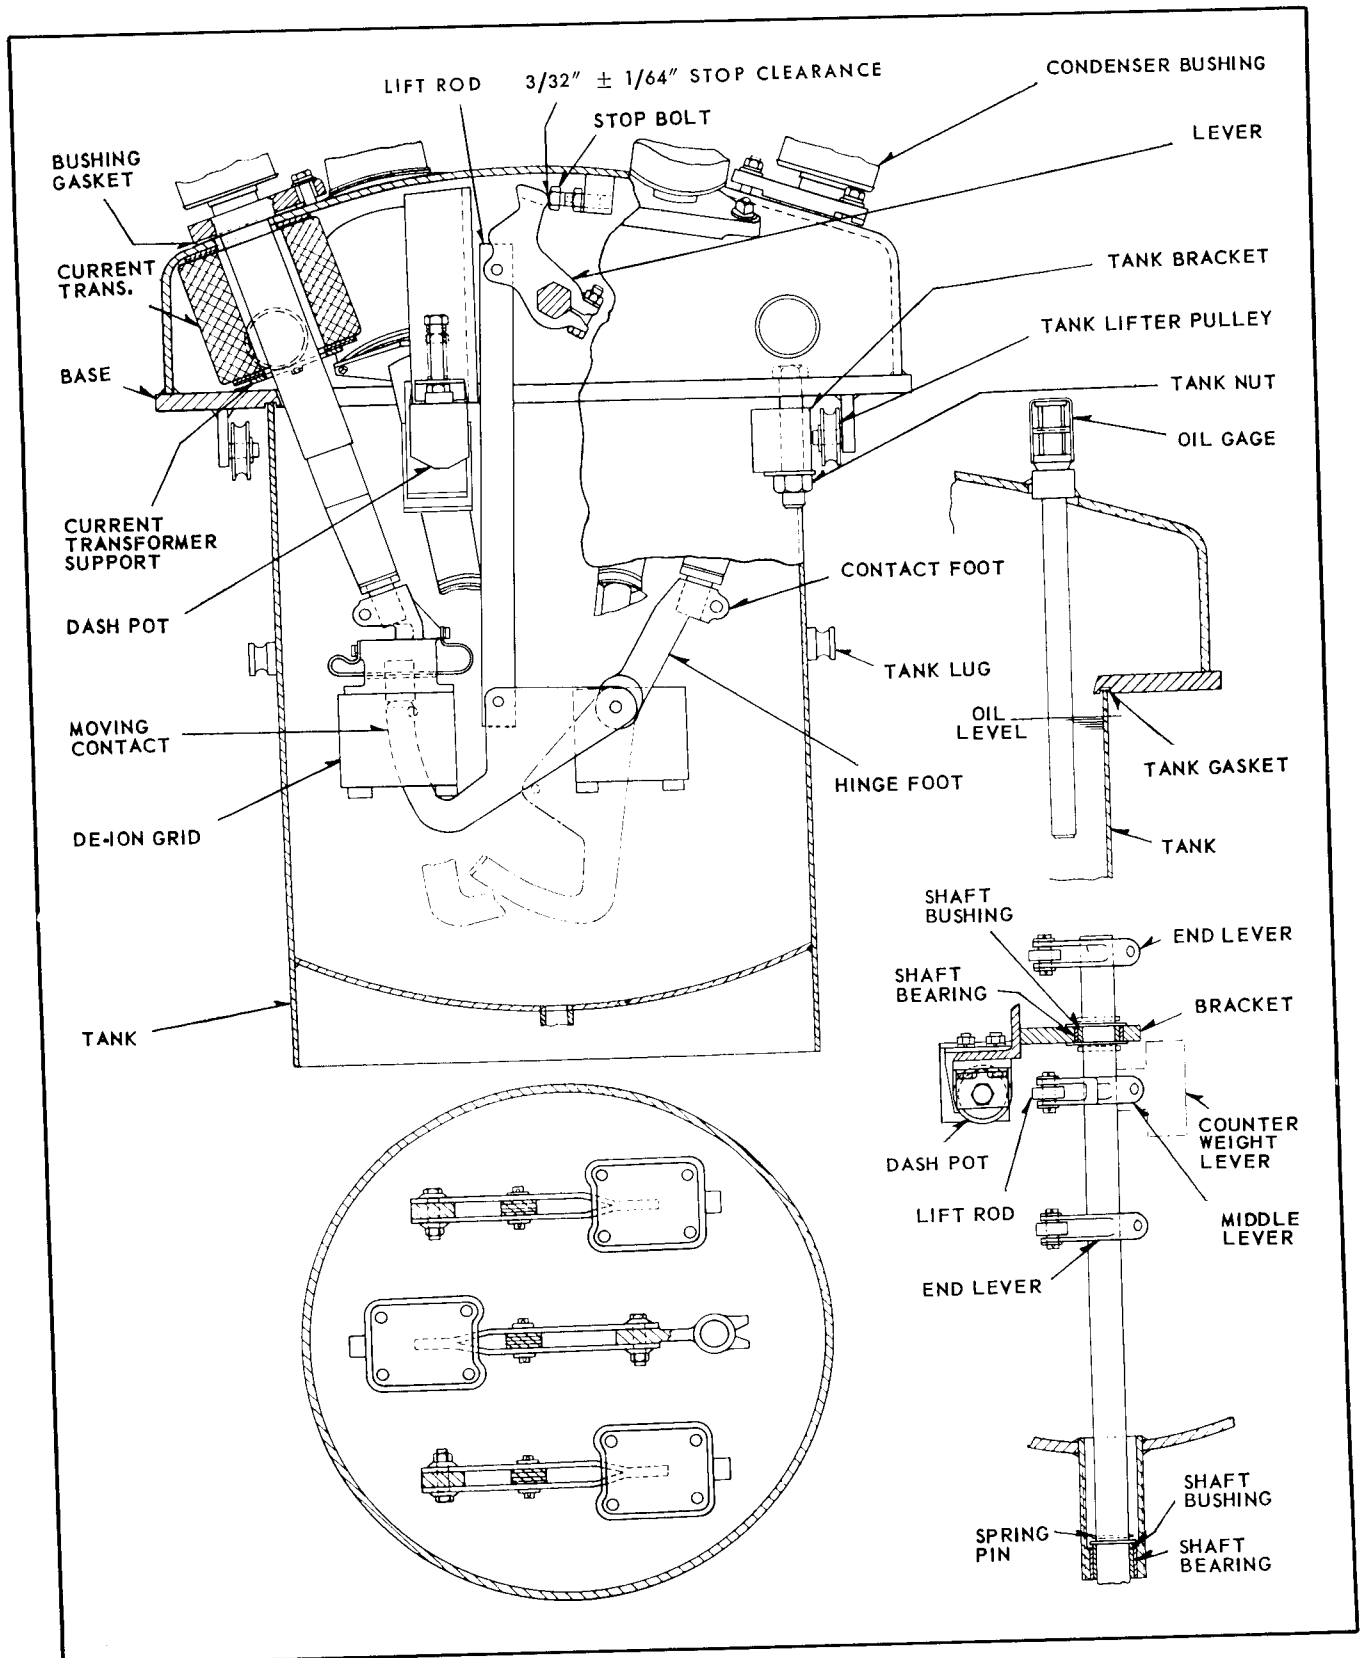 LIFT ROD
3/32" ± 1/64" STOP CLEARANCE
STOP BOLT
CONDENSER BUSHING
LEVER
BUSHING
GASKET
CURRENT
TRANS.
BASE
TANK BRACKET
TANK LIFTER PULLEY
TANK NUT
OIL GAGE
CURRENT
TRANSFORMER
SUPPORT
DASH POT
CONTACT FOOT
TANK LUG
MOVING
CONTACT
OIL
LEVEL
HINGE FOOT
TANK GASKET
DE-ION GRID
TANK
SHAFT
BUSHING
END LEVER
SHAFT
BEARING
BRACKET
TANK
COUNTER
WEIGHT
LEVER
DASH POT
LIFT ROD
MIDDLE
LEVER
END LEVER
SHAFT
BUSHING
SPRING
PIN
SHAFT
BEARING